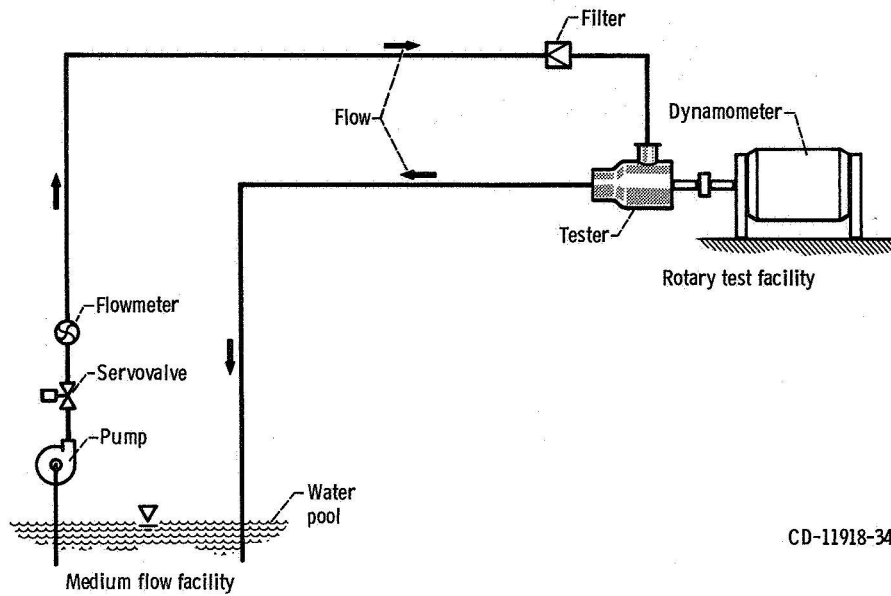 Filter
Flow
Dynamometer
Tester
Rotary test facility
Flowmeter
Servovalve
Pump
Water
pool
CD-11918-34
Medium flow facility